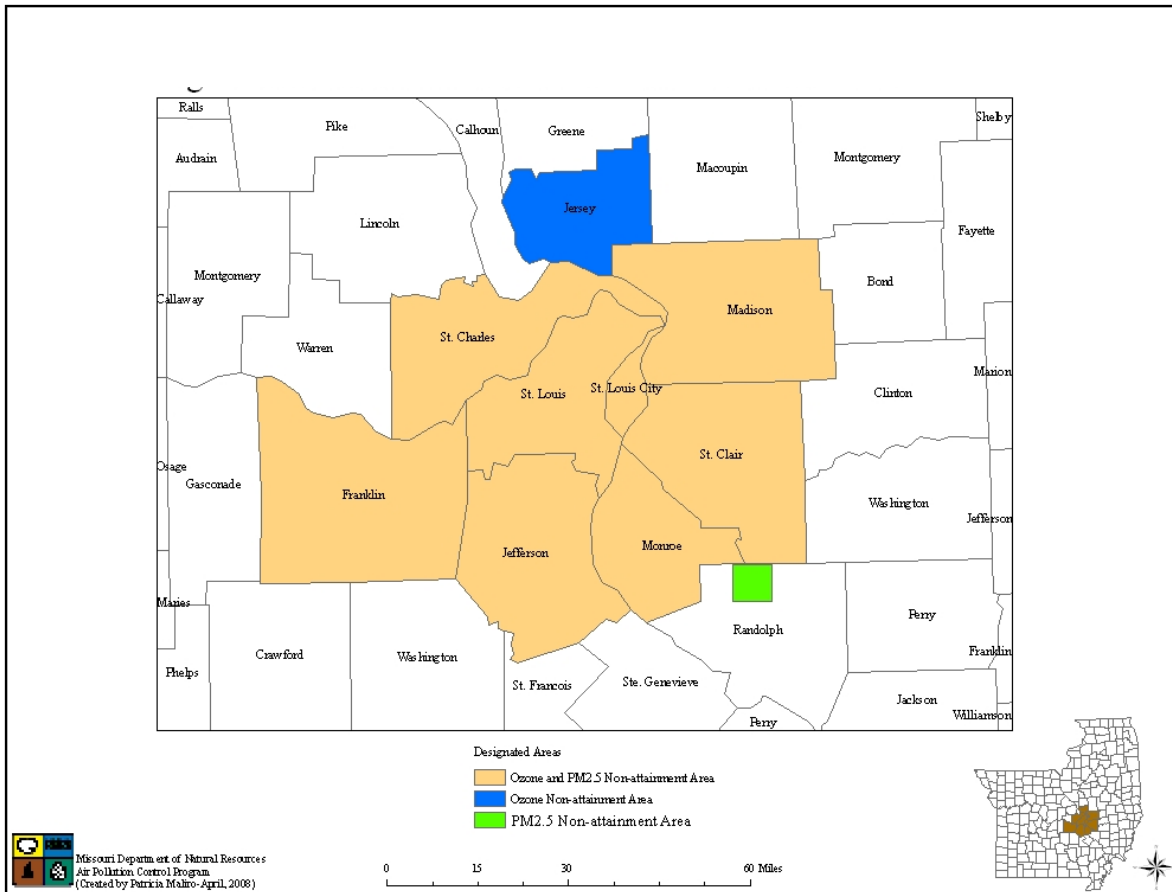 Ralls
Pike
Calhoun
Greene
Shelby
Audrain
Macoupin
Montgomery
Jersey
Lincoln
Fayette
Montgomery
Bond
Callaway
Madison
St. Charles
Warren
Marion
St. Louis
St. Louis City
Clinton
St. Clair
Osage
Gasconade
Franklin
Washington
Jefferson
Jefferson
Monroe
Maries
Randolph
Perry
Crawford
Washington
Franklin
Phelps
St. Francois
Ste. Genevieve
Jackson
Williamson
Perry
Designated Areas
Ozone and PM2.5 Non-attainment Area
Ozone Non-attainment Area
PM2.5 Non-attainment Area
Missouri Department of Natural Resources
Air Pollution Control Program
(Created by Patricia Maliro-April, 2008)
0 15 30 60 Miles